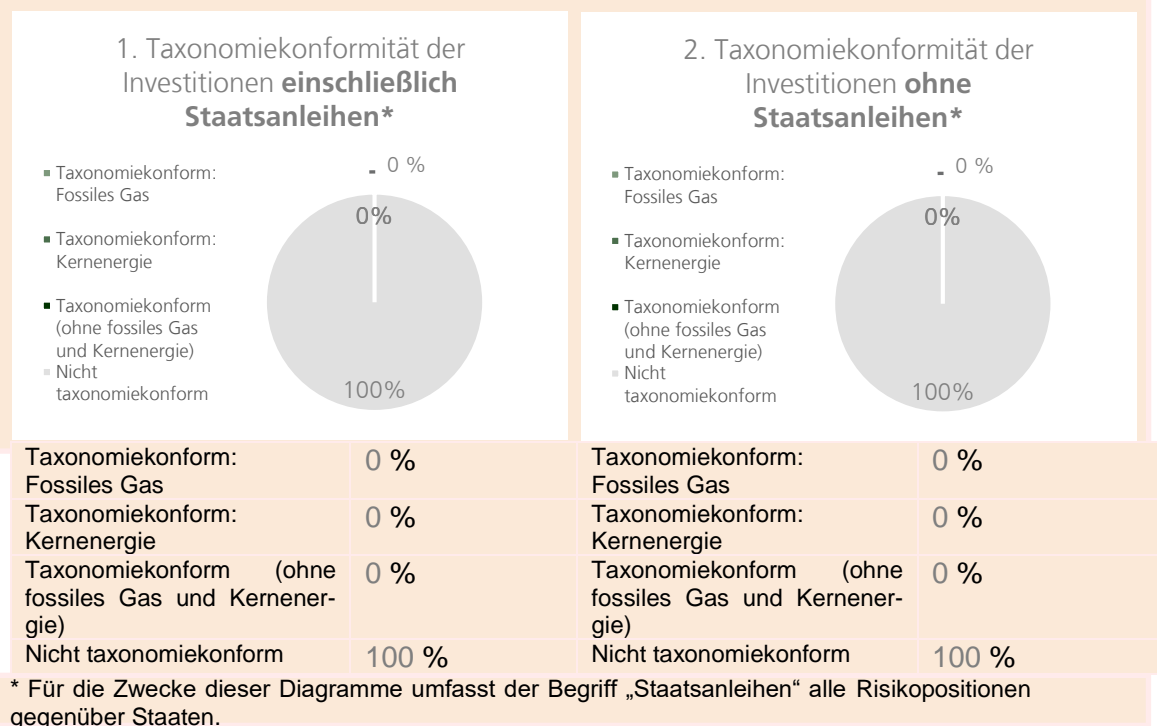 1. Taxonomiekonformität der
Investitionen einschließlich
Staatsanleihen*
Taxonomiekonform:
Fossiles Gas
Taxonomiekonform:
Kernenergie
Taxonomiekonform
(ohne fossiles Gas
und Kernenergie)
Nicht
taxonomiekonform
- 0 %
0%
100%
2. Taxonomiekonformität der
Investitionen ohne
Staatsanleihen*
Taxonomiekonform:
Fossiles Gas
Taxonomiekonform:
Kernenergie
Taxonomiekonform
(ohne fossiles Gas
und Kernenergie)
Nicht
taxonomiekonform
- 0 %
0%
100%
Taxonomiekonform:
Fossiles Gas
0 %
Taxonomiekonform:
Fossiles Gas
0 %
Taxonomiekonform:
Kernenergie
0 %
Taxonomiekonform:
Kernenergie
0 %
Taxonomiekonform (ohne
fossiles Gas und Kernener-
gie)
0 %
Taxonomiekonform (ohne
fossiles Gas und Kernener-
gie)
0 %
Nicht taxonomiekonform
100 %
Nicht taxonomiekonform
100 %
* Für die Zwecke dieser Diagramme umfasst der Begriff „Staatsanleihen“ alle Risikopositionen
gegenüber Staaten.